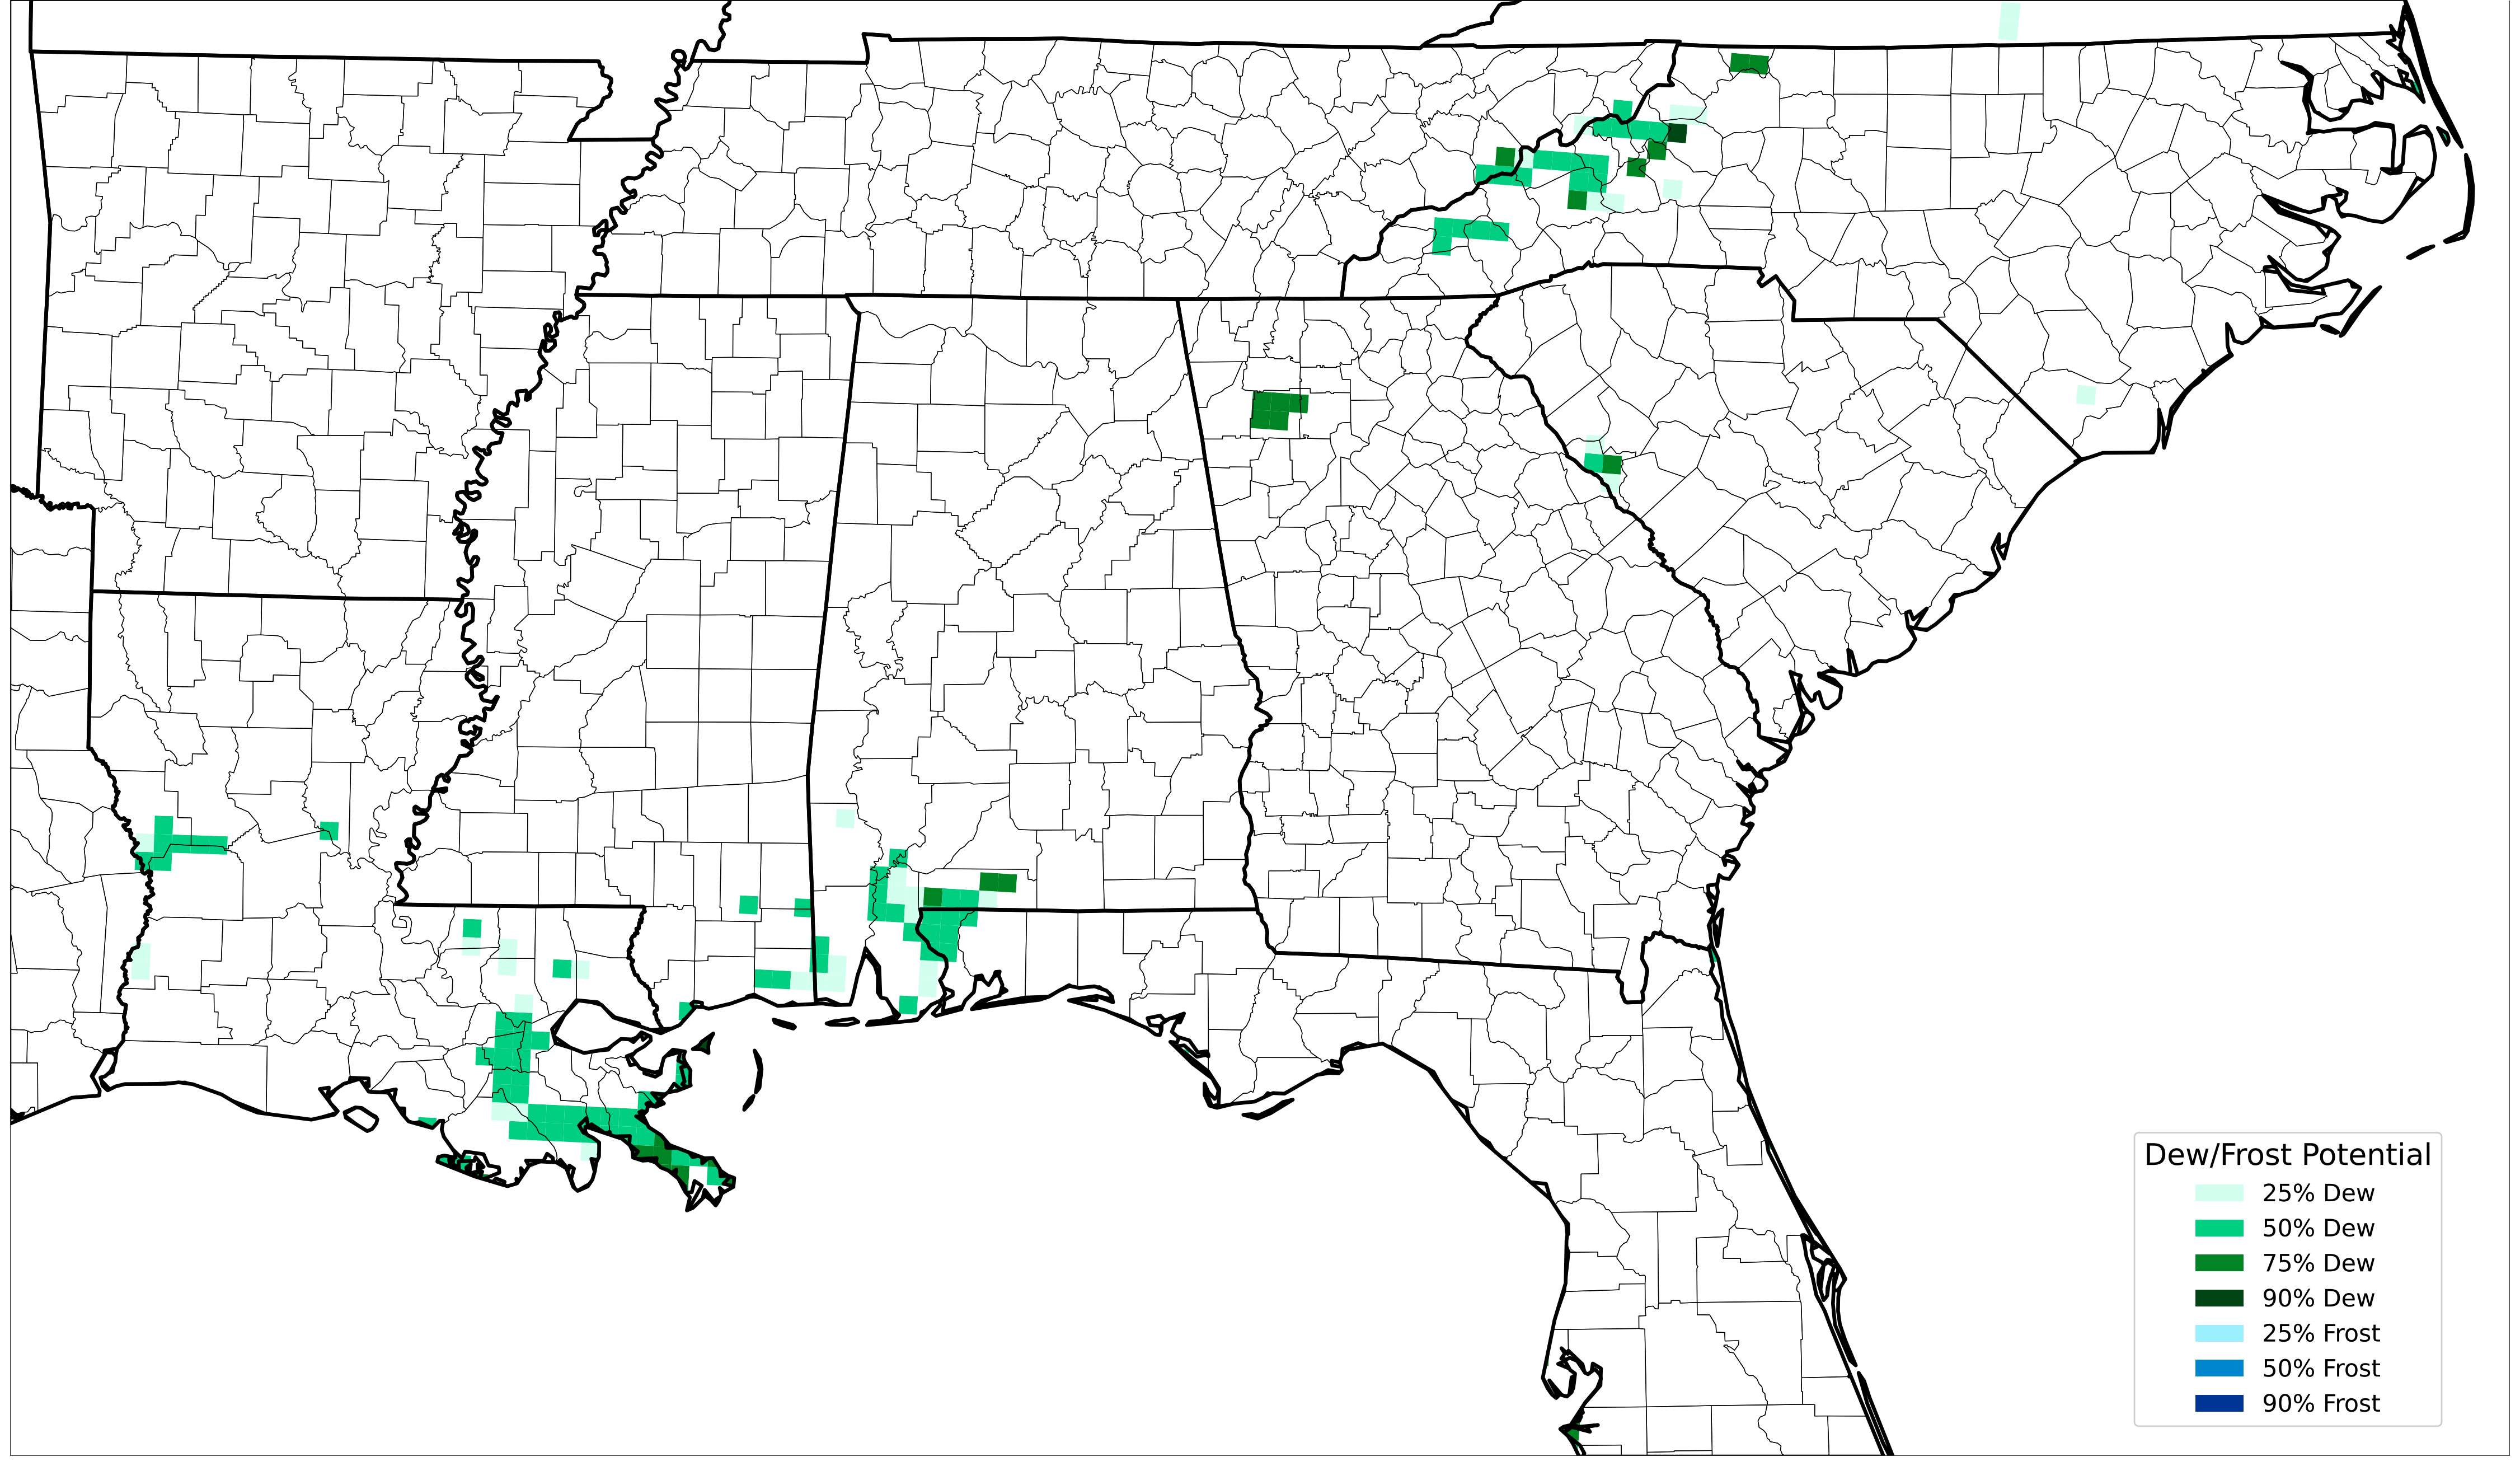 Dew/Frost Potential
25% Dew
50% Dew
75% Dew
90% Dew
25% Frost
50% Frost
90% Frost